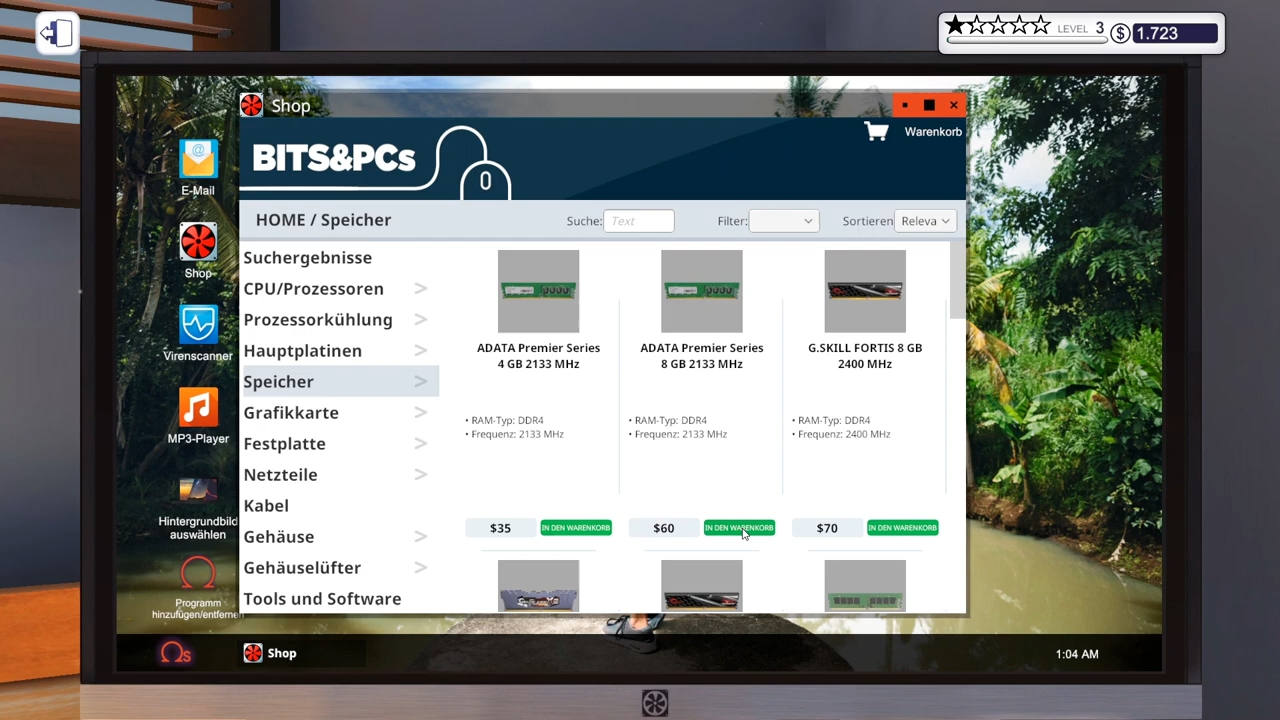 LEVEL 3
$ 1.723
Shop
Warenkorb
BITS&PCs
HOME / Speicher
Suche:
Text
Filter:
Sortieren
Releva
E-Mail
Shop
Virenscanner
MP3-Player
Hintergrundbild
auswählen
Programm
hinzufügen/entfernen
Suchergebnisse
CPU/Prozessoren >
Prozessorkühlung >
Hauptplatinen >
Speicher >
Grafikkarte >
Festplatte >
Netzteile >
Kabel
Gehäuse >
Gehäuselüfter >
Tools und Software
ADATA Premier Series
4 GB 2133 MHz
• RAM-Typ: DDR4
• Frequenz: 2133 MHz
$35
IN DEN WARENKORB
ADATA Premier Series
8 GB 2133 MHz
• RAM-Typ: DDR4
• Frequenz: 2133 MHz
$60
IN DEN WARENKORB
G.SKILL FORTIS 8 GB
2400 MHz
• RAM-Typ: DDR4
• Frequenz: 2400 MHz
$70
IN DEN WARENKORB
Ωs
Shop
1:04 AM